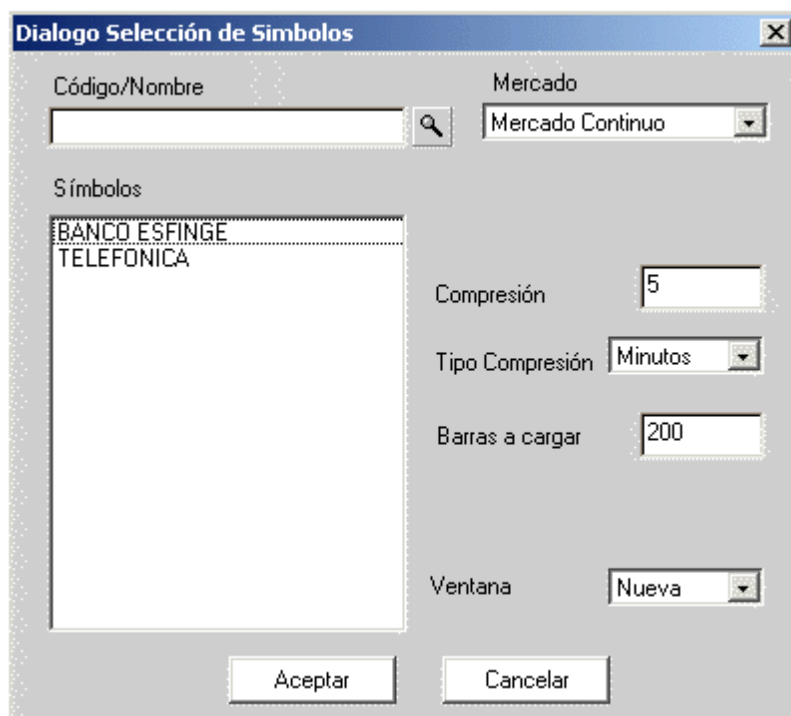 Dialogo Selección de Simbolos
Código/Nombre
Mercado
Mercado Continuo
Símbolos
BANCO ESFINGE
TELEFONICA
Compresión
5
Tipo Compresión
Minutos
Barras a cargar
200
Ventana
Nueva
Aceptar
Cancelar